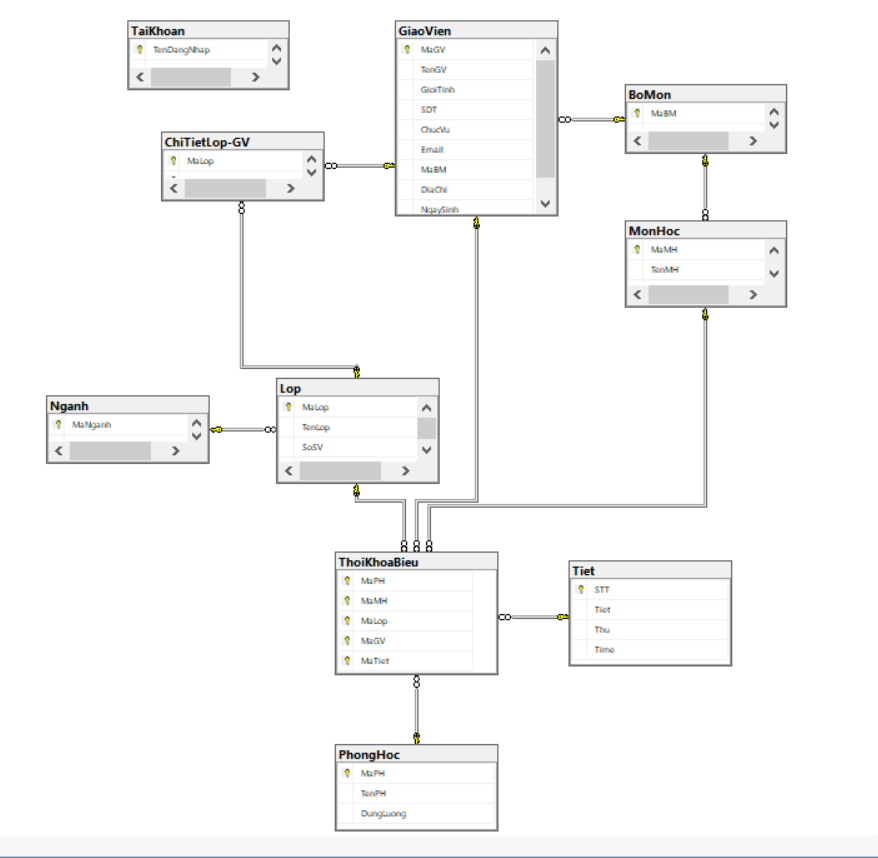 TaiKhoan
TenDangNhap
GiaoVien
MaGV
TenGV
GioiTinh
SDT
ChucVu
Email
MaBM
DiaChi
NgaySinh
BoMon
MaBM
ChiTietLop-GV
MaLop
MonHoc
MaMH
TenMH
Lop
MaLop
TenLop
SoSV
Nganh
MaNganh
ThoiKhoaBieu
MaPH
MaMH
MaLop
MaGV
MaTiet
Tiet
STT
Tiet
Thu
Time
PhongHoc
MaPH
TenPH
DungLuong